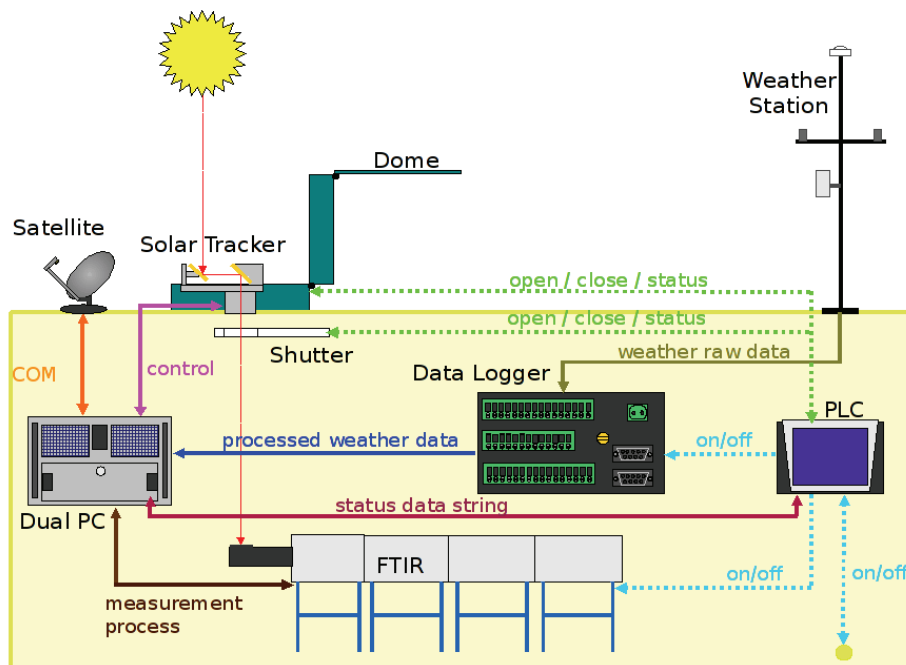 Weather
Station
Dome
Satellite
Solar Tracker
open / close / status
open / close / status
Shutter
weather raw data
COM
control
Data Logger
PLC
processed weather data
on/off
status data string
Dual PC
FTIR
on/off
on/off
measurement
process